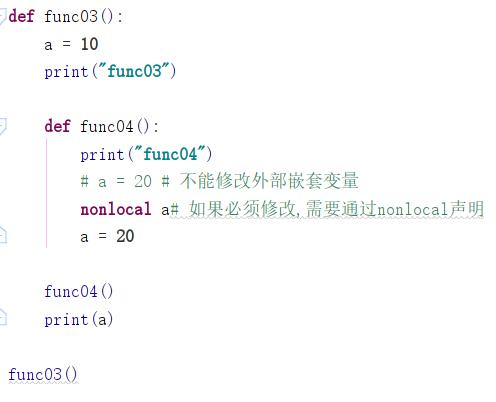 def func03():
    a = 10
    print("func03")
    def func04():
        print("func04")
        # a = 20 # 不能修改外部嵌套变量
        nonlocal a# 如果必须修改,需要通过nonlocal声明
        a = 20
    func04()
    print(a)
func03()